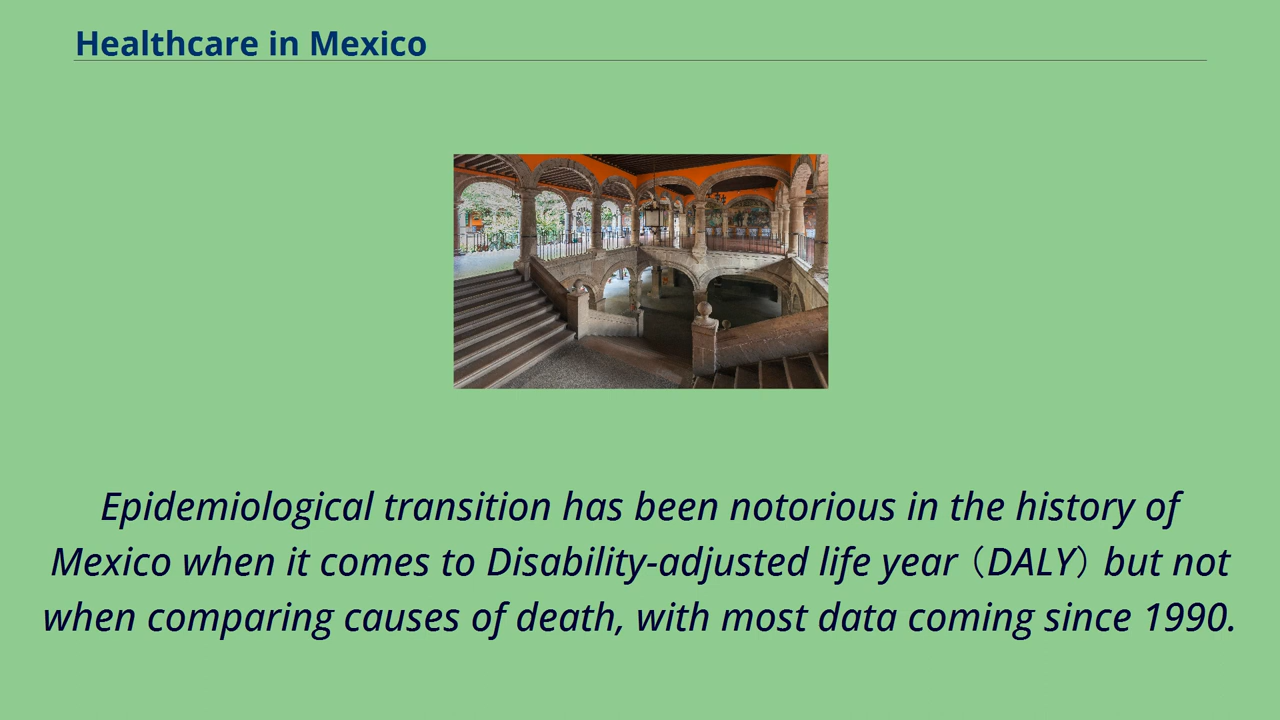 Healthcare in Mexico
Epidemiological transition has been notorious in the history of
Mexico when it comes to Disability-adjusted life year（DALY）but not
when comparing causes of death, with most data coming since 1990.